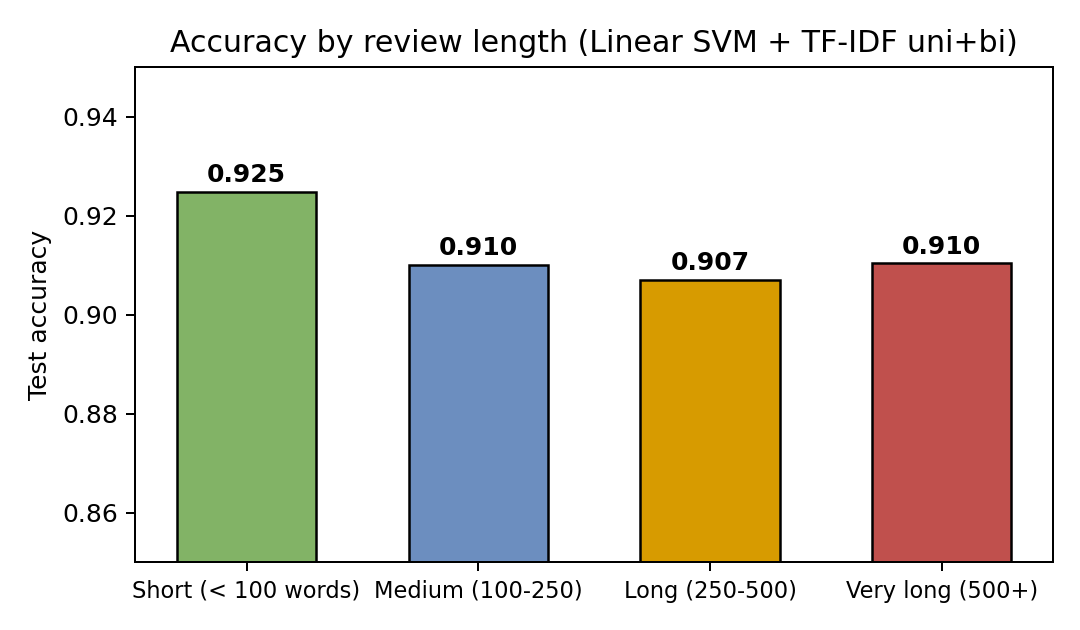 Accuracy by review length (Linear SVM + TF-IDF uni+bi)
Test accuracy
0.94
0.92
0.90
0.88
0.86
0.925
0.910
0.907
0.910
Short (< 100 words)
Medium (100-250)
Long (250-500)
Very long (500+)